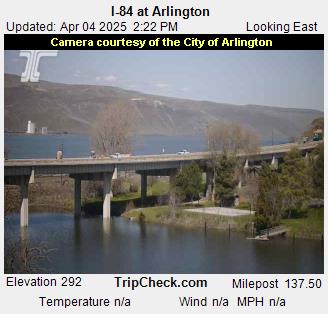 I-84 at Arlington
Updated: Apr 04 2025 2:22 PM Looking East
Camera courtesy of the City of Arlington
Elevation 292 TripCheck.com Milepost 137.50
Temperature n/a Wind n/a MPH n/a